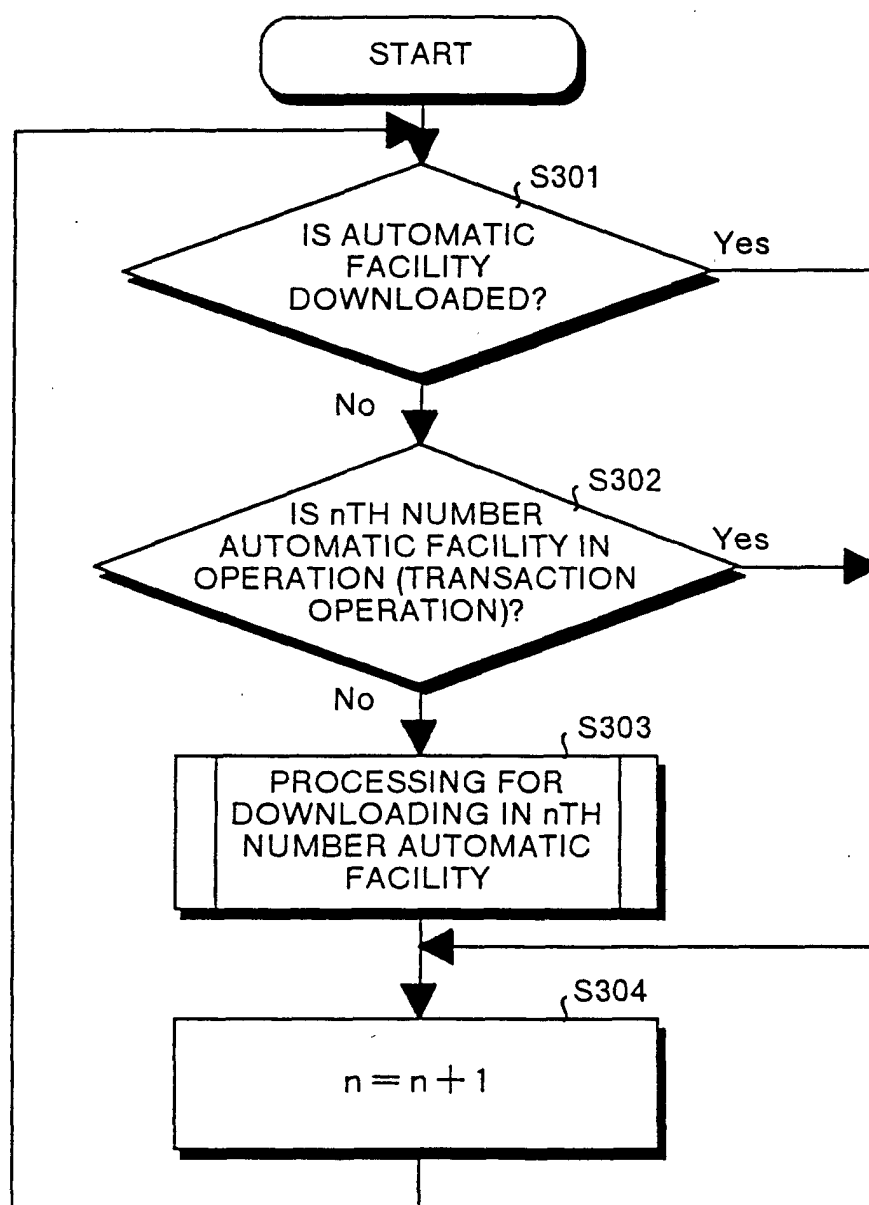 START
S301
IS AUTOMATIC
FACILITY
DOWNLOADED?
Yes
No
S302
IS nTH NUMBER
AUTOMATIC FACILITY IN
OPERATION (TRANSACTION
OPERATION)?
Yes
No
S303
PROCESSING FOR
DOWNLOADING IN nTH
NUMBER AUTOMATIC
FACILITY
S304
n = n + 1